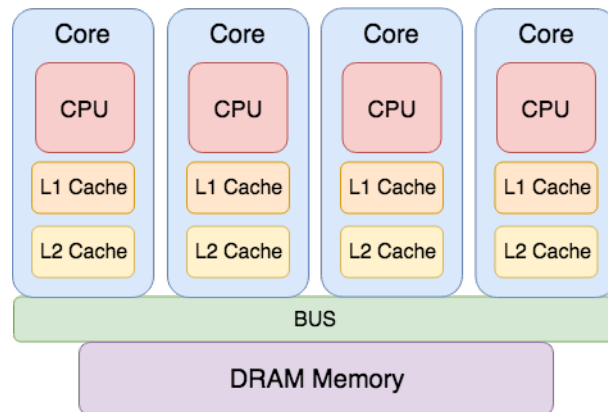 Core Core Core Core
CPU CPU CPU CPU
L1 Cache L1 Cache L1 Cache L1 Cache
L2 Cache L2 Cache L2 Cache L2 Cache
BUS
DRAM Memory